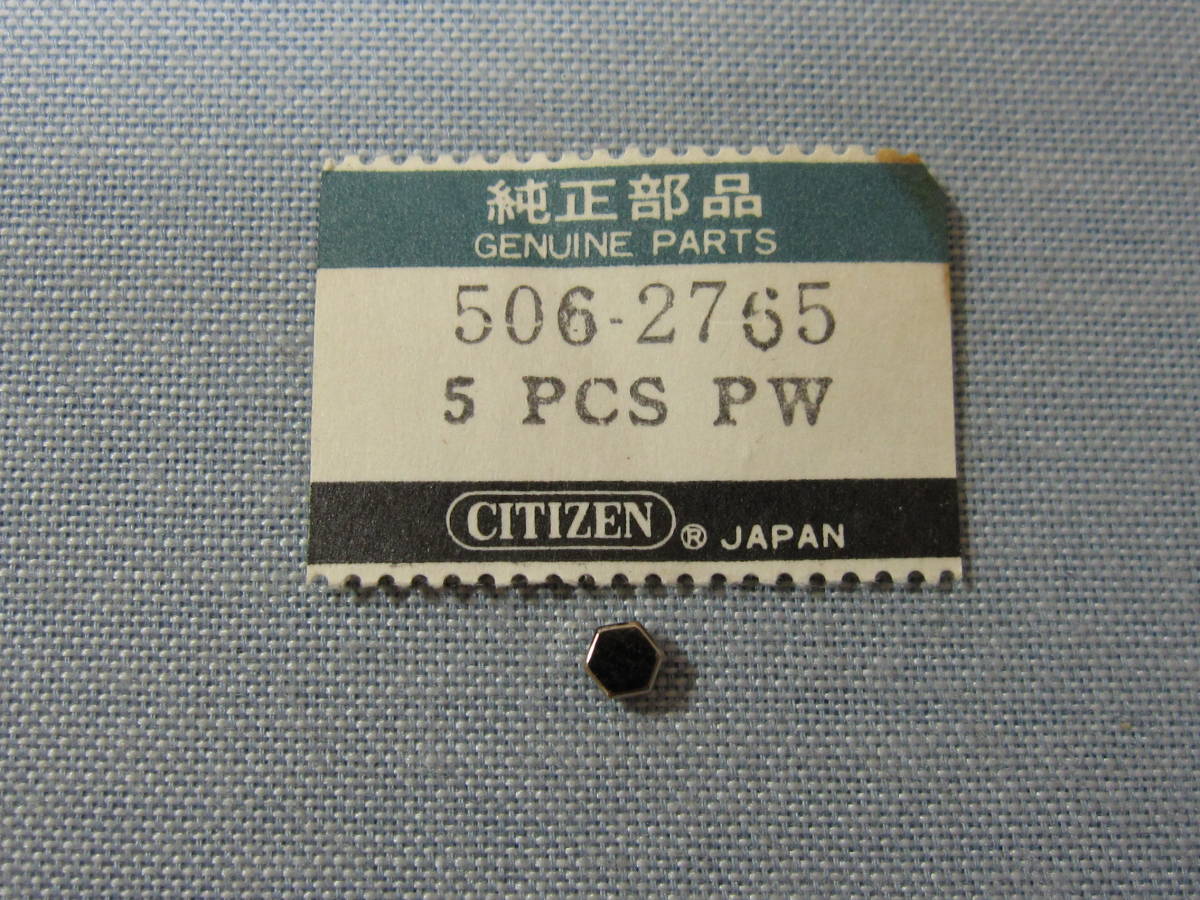 純正部品
GENUINE PARTS
506-2765
5 PCS PW
CITIZEN ® JAPAN